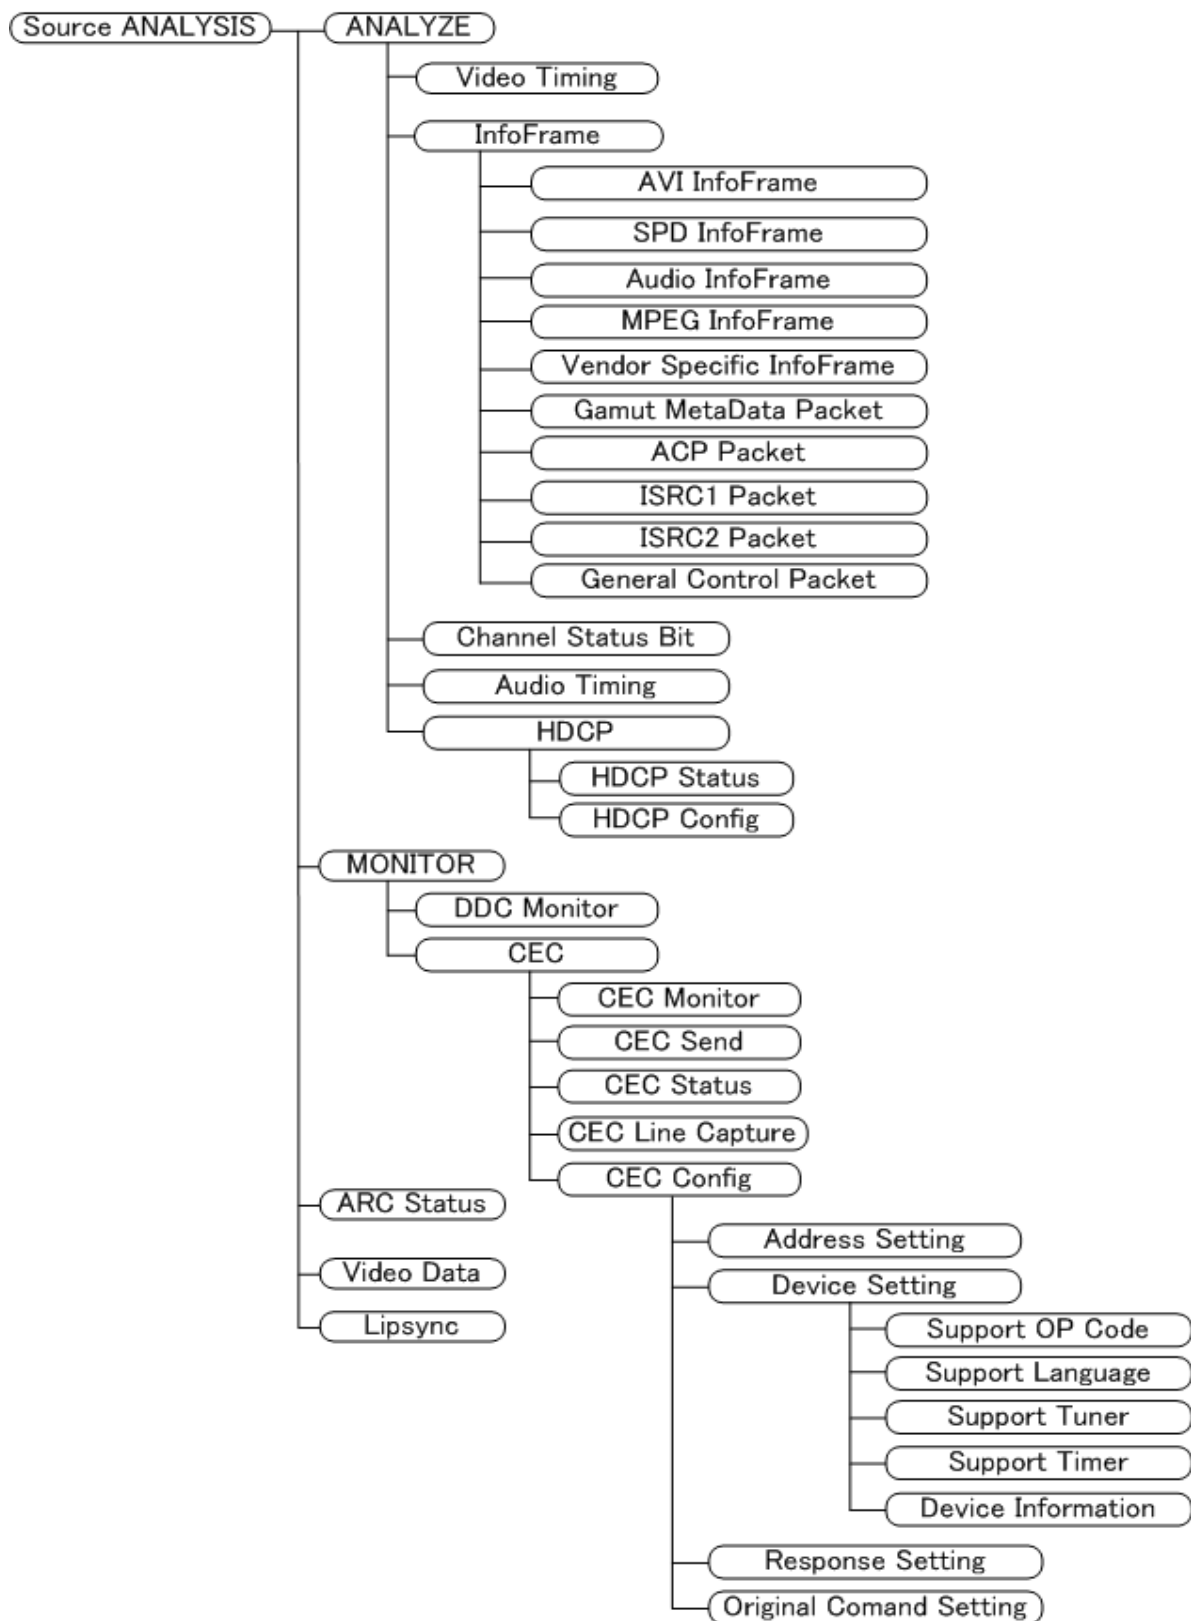 Source ANALYSIS
ANALYZE
Video Timing
InfoFrame
AVI InfoFrame
SPD InfoFrame
Audio InfoFrame
MPEG InfoFrame
Vendor Specific InfoFrame
Gamut MetaData Packet
ACP Packet
ISRC1 Packet
ISRC2 Packet
General Control Packet
Channel Status Bit
Audio Timing
HDCP
HDCP Status
HDCP Config
MONITOR
DDC Monitor
CEC
CEC Monitor
CEC Send
CEC Status
CEC Line Capture
CEC Config
Address Setting
Device Setting
Support OP Code
Support Language
Support Tuner
Support Timer
Device Information
Response Setting
Original Comand Setting
ARC Status
Video Data
Lipsync